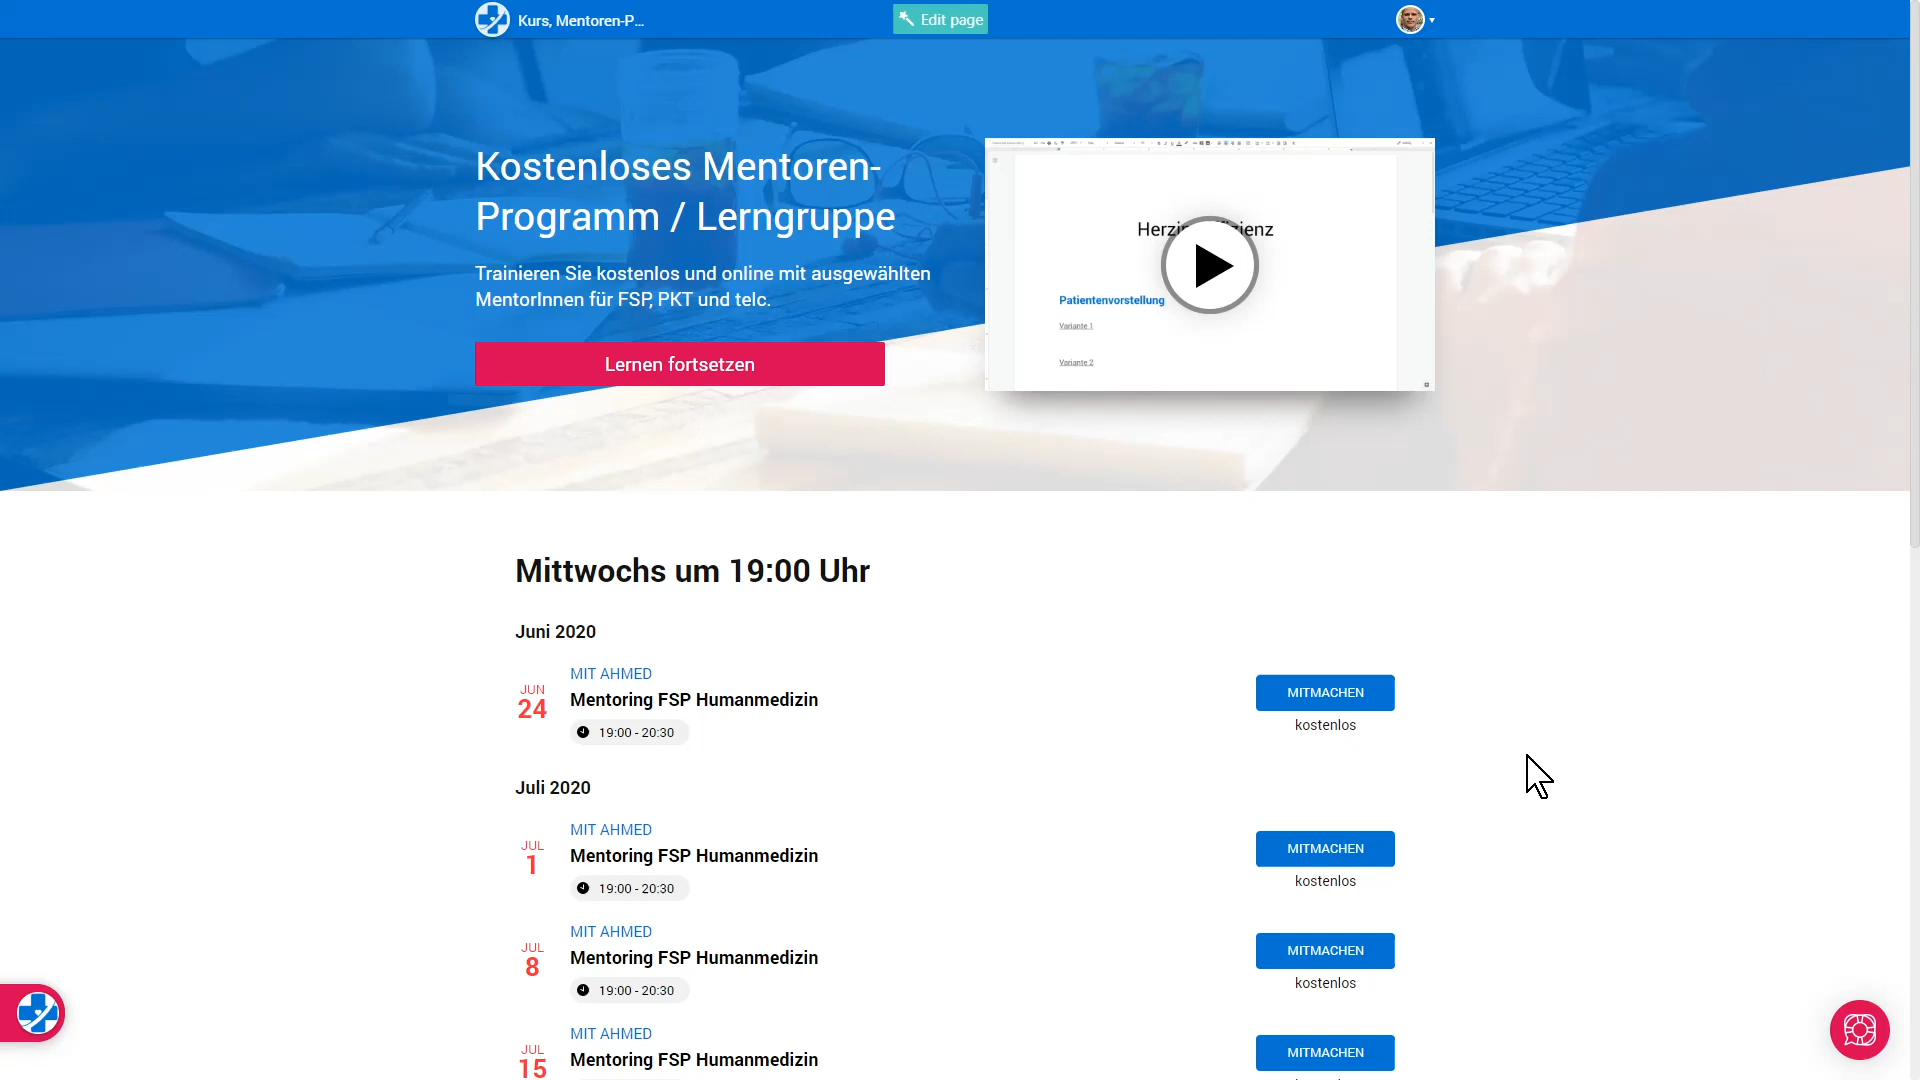 Kurs, Mentoren-P...
Edit page
Kostenloses Mentoren-
Programm / Lerngruppe
Trainieren Sie kostenlos und online mit ausgewählten
MentorInnen für FSP, PKT und telc.
Lernen fortsetzen
Patientenvorstellung
Variante 1
Variante 2
Mittwochs um 19:00 Uhr
Juni 2020
JUN
24
MIT AHMED
Mentoring FSP Humanmedizin
19:00 - 20:30
MITMACHEN
kostenlos
Juli 2020
JUL
1
MIT AHMED
Mentoring FSP Humanmedizin
19:00 - 20:30
MITMACHEN
kostenlos
JUL
8
MIT AHMED
Mentoring FSP Humanmedizin
19:00 - 20:30
MITMACHEN
kostenlos
JUL
15
MIT AHMED
Mentoring FSP Humanmedizin
MITMACHEN